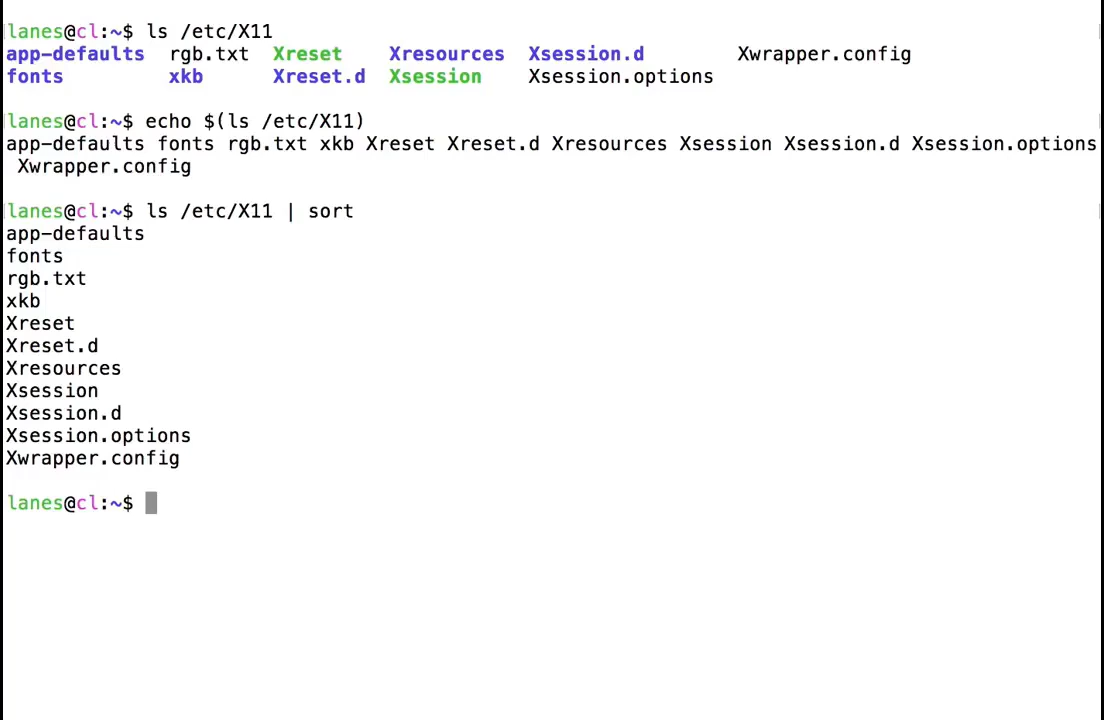 lanes@cl:~$ ls /etc/X11
app-defaults rgb.txt Xreset Xresources Xsession.d Xwrapper.config
fonts xkb Xreset.d Xsession Xsession.options
lanes@cl:~$ echo $(ls /etc/X11)
app-defaults fonts rgb.txt xkb Xreset Xreset.d Xresources Xsession Xsession.d Xsession.options
Xwrapper.config
lanes@cl:~$ ls /etc/X11 | sort
app-defaults
fonts
rgb.txt
xkb
Xreset
Xreset.d
Xresources
Xsession
Xsession.d
Xsession.options
Xwrapper.config
lanes@cl:~$